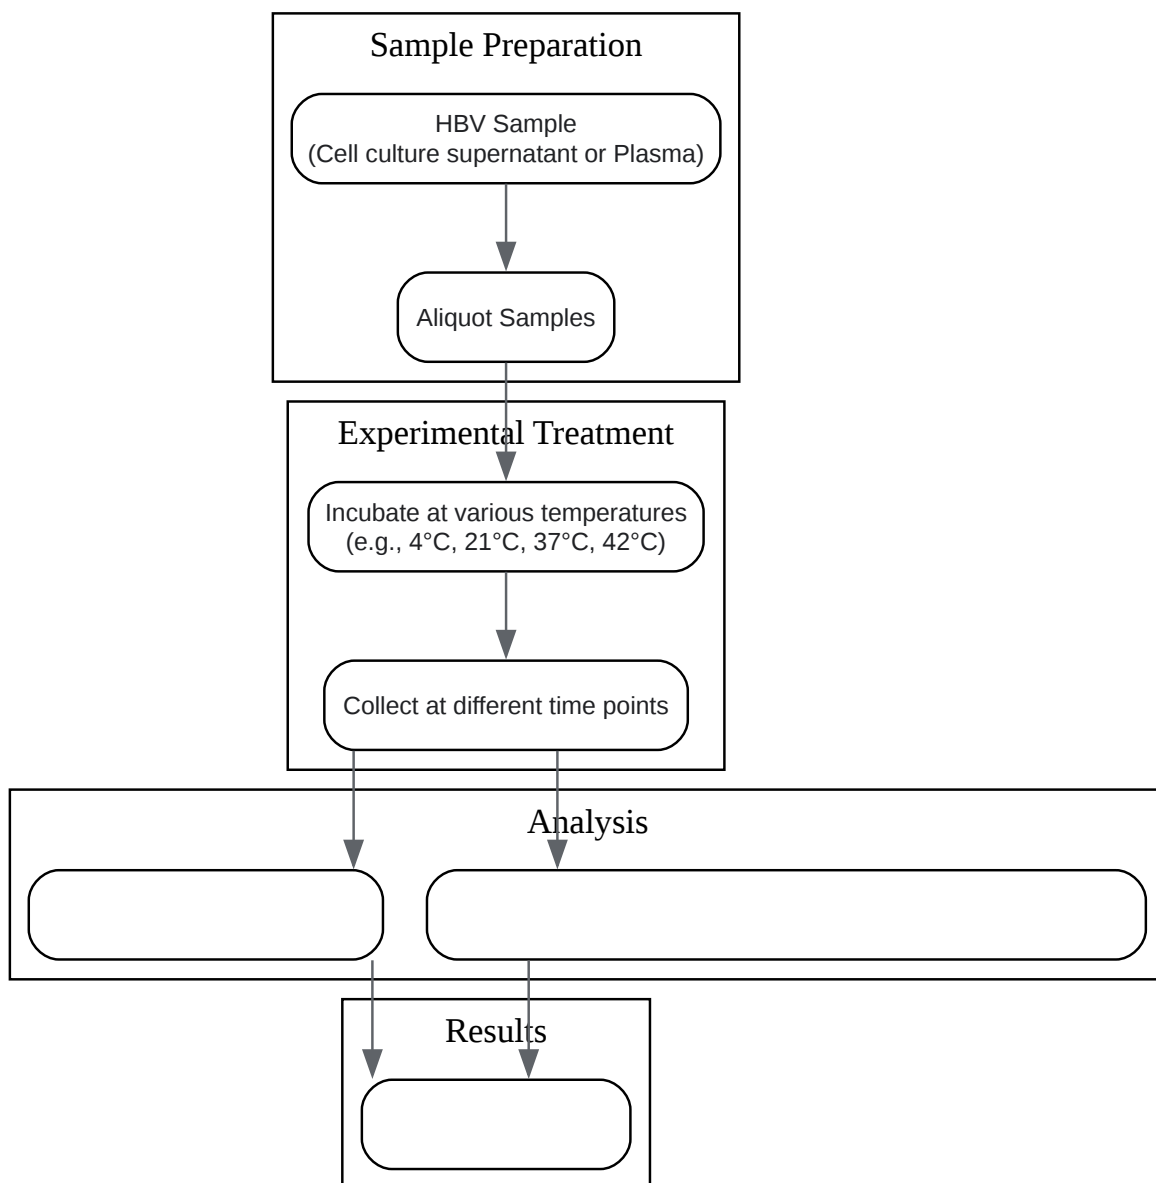 Sample Preparation
HBV Sample
(Cell culture supernatant or Plasma)
Aliquot Samples
Experimental Treatment
Incubate at various temperatures
(e.g., 4°C, 21°C, 37°C, 42°C)
Collect at different time points
Analysis
Results